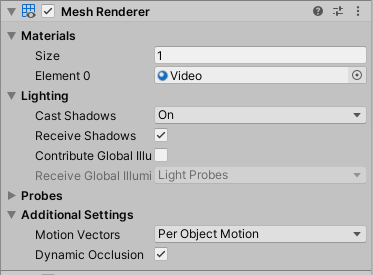 Mesh Renderer
Materials
Size 1
Element 0 Video
Lighting
Cast Shadows On
Receive Shadows
Contribute Global Illu
Receive Global Illumi Light Probes
Probes
Additional Settings
Motion Vectors Per Object Motion
Dynamic Occlusion